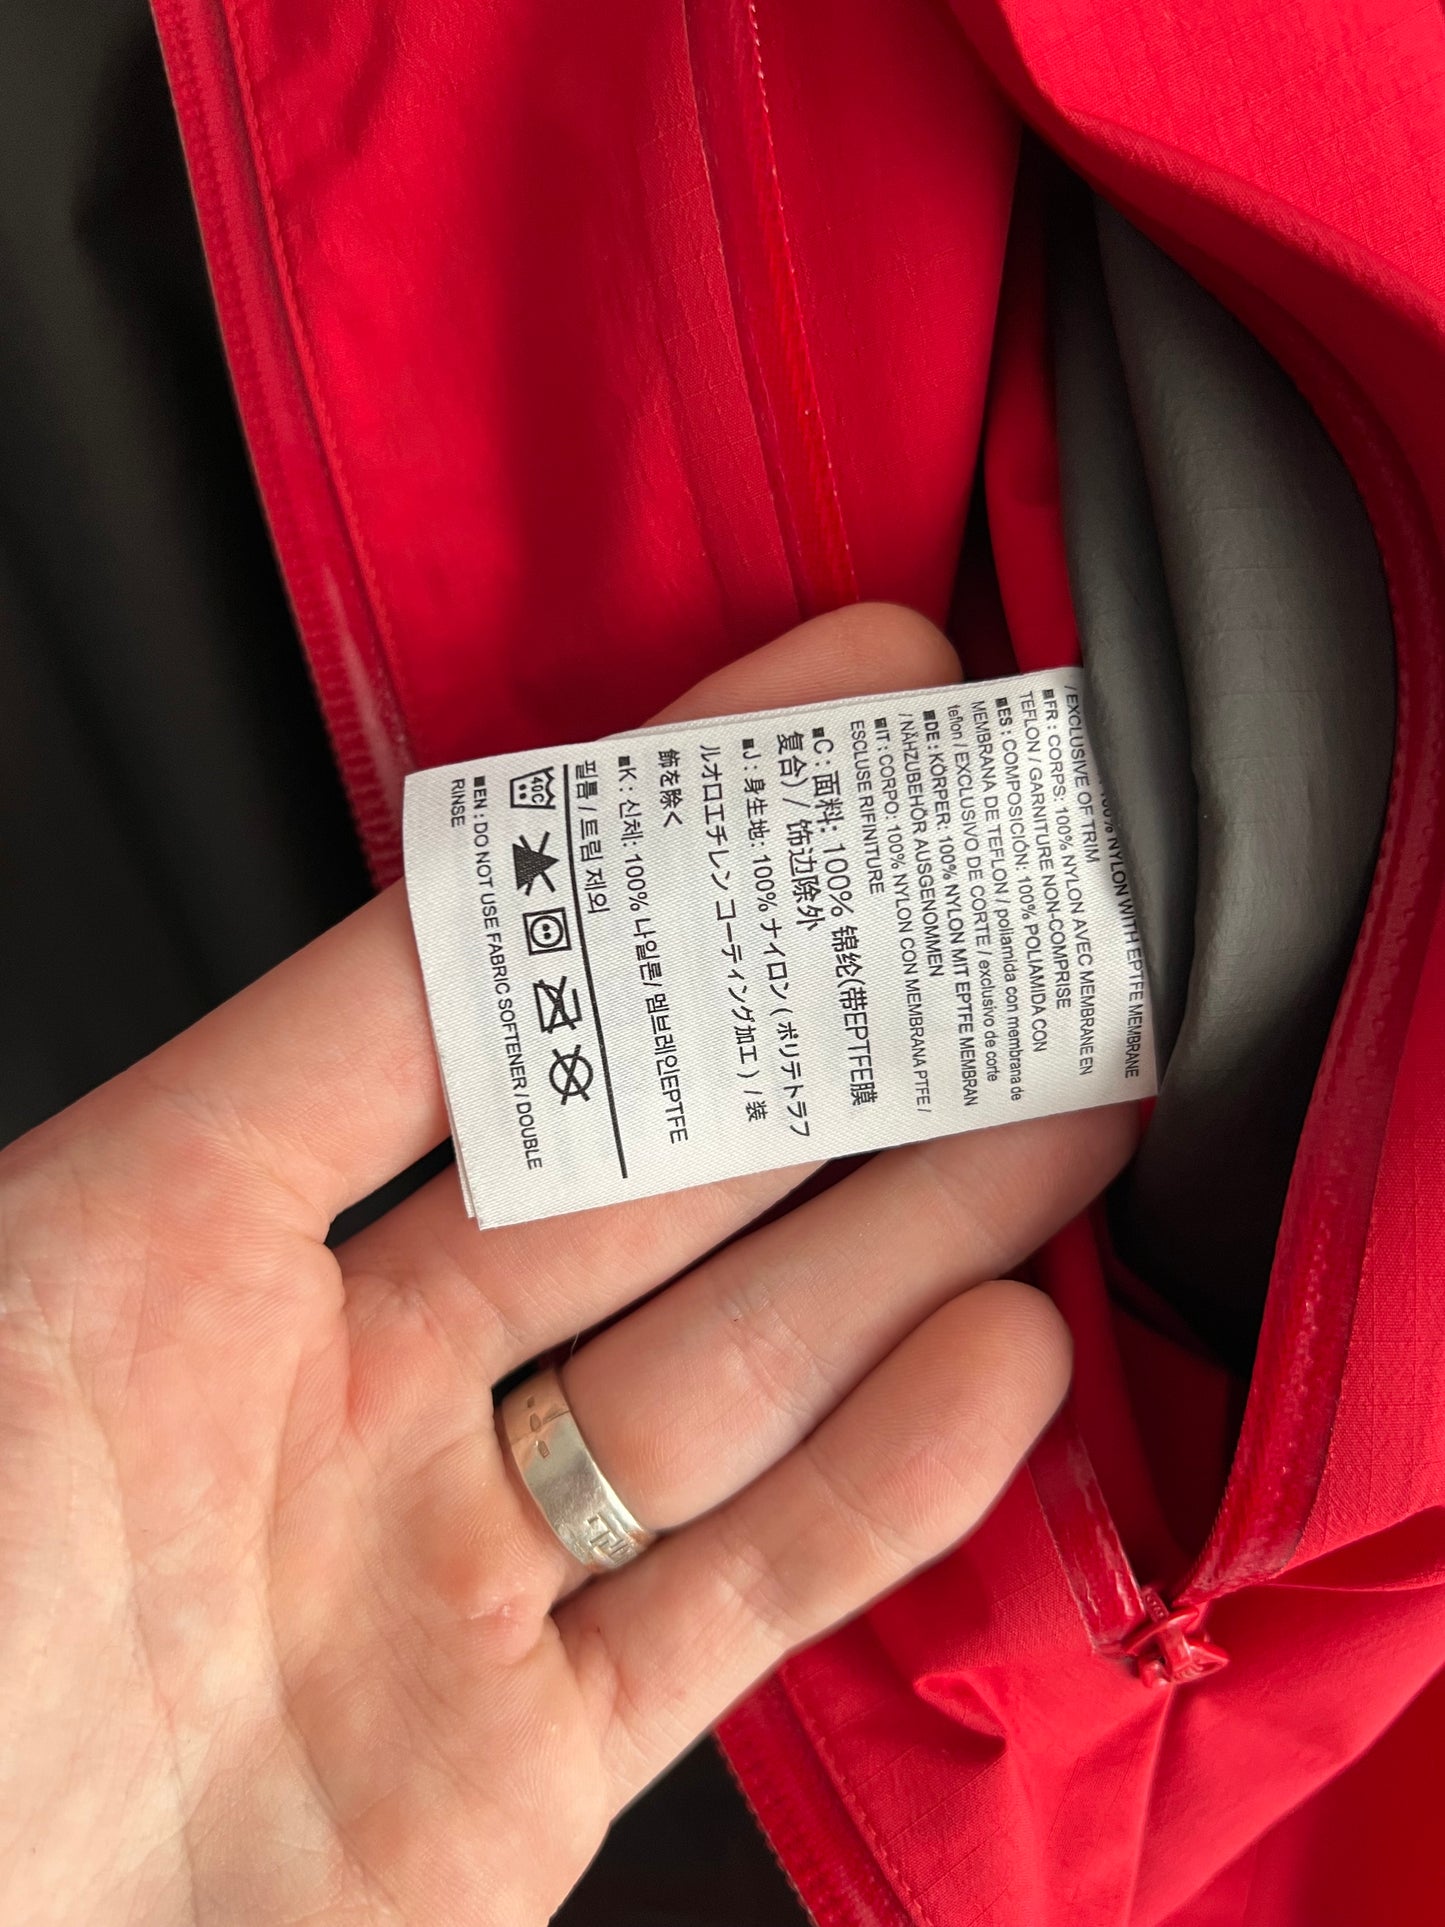 100% NYLON WITH EPTFE MEMBRANE
/ EXCLUSIVE OF TRIM
■FR : CORPS: 100% NYLON AVEC MEMBRANE EN
TEFLON / GARNITURE NON-COMPRISE
■ES : COMPOSICIÓN: 100% POLIAMIDA CON
MEMBRANA DE TEFLON / poliamida con membrana de
teflon / EXCLUSIVO DE CORTE / exclusivo de corte
■DE : KÖRPER: 100% NYLON MIT EPTFE MEMBRAN
/ NÄHZUBEHÖR AUSGENOMMEN
■IT : CORPO: 100% NYLON CON MEMBRANA PTFE /
ESCLUSE RIFINITURE
■C : 面料: 100% 锦纶(带EPTFE膜
复合) / 饰边除外
■J : 身生地: 100% ナイロン ( ポリテトラフ
ルオロエチレン コーティング加工 ) / 装
飾を除く
■K : 신체: 100% 나일론/ 멤브레인EPTFE
필름 / 트림 제외
40C
■EN : DO NOT USE FABRIC SOFTENER / DOUBLE
RINSE